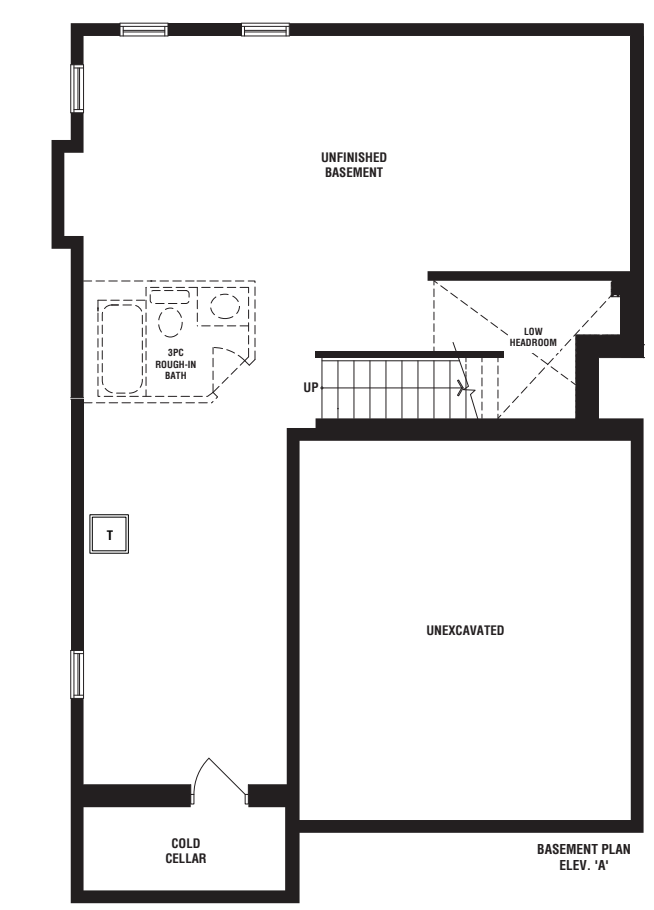 UNFINISHED
BASEMENT
LOW
HEADROOM
3PC
ROUGH-IN
BATH
UP
T
UNEXCAVATED
COLD
CELLAR
BASEMENT PLAN
ELEV. 'A'